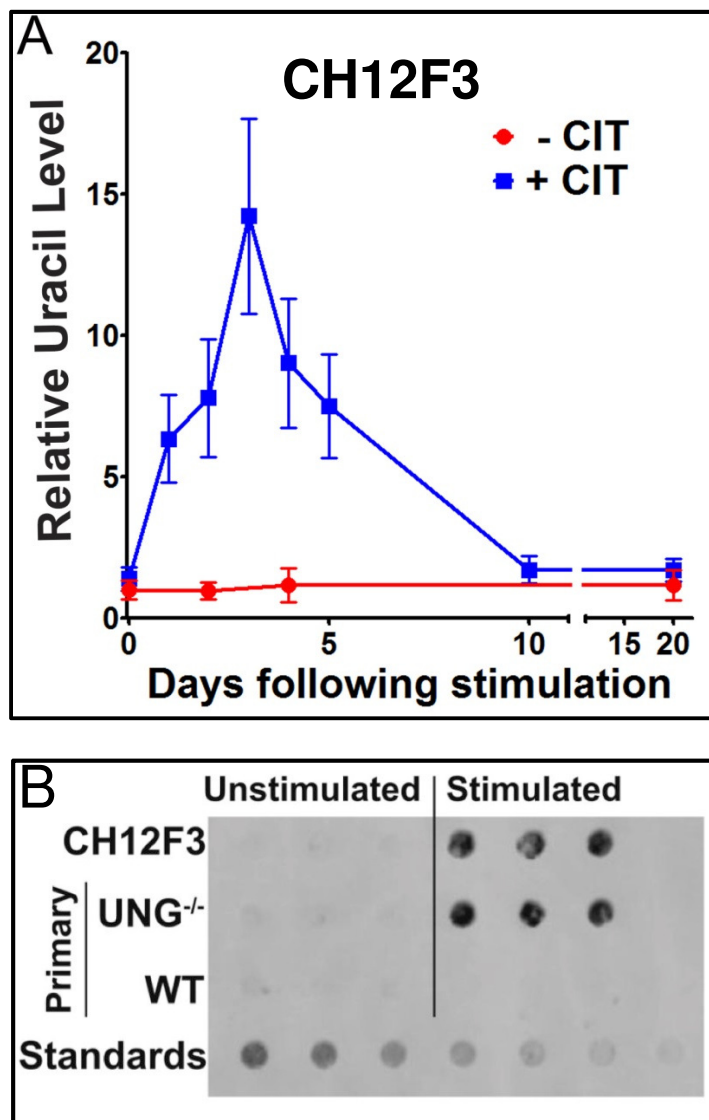 A
CH12F3
20
15
10
5
0
Relative Uracil Level
- CIT
+ CIT
0 5 10 15 20
Days following stimulation
B
Unstimulated Stimulated
CH12F3
Primary
UNG-/-
WT
Standards